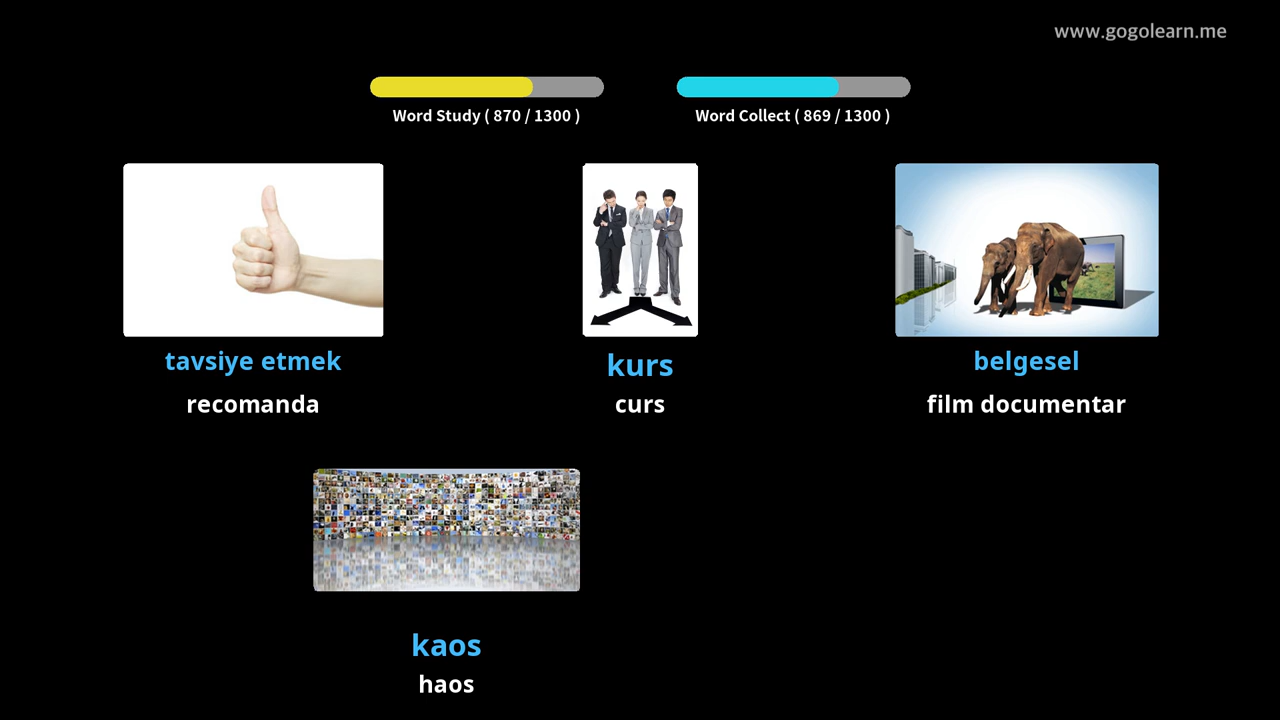 www.gogolearn.me
Word Study ( 870 / 1300 )
Word Collect ( 869 / 1300 )
tavsiye etmek
recomanda
kurs
curs
belgesel
film documentar
kaos
haos